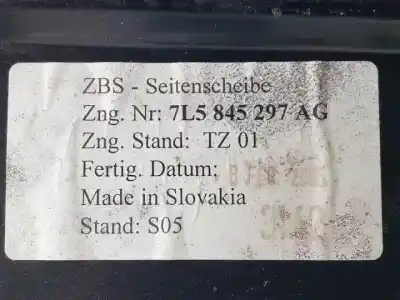 ZBS - Seitenscheibe
Zng. Nr: 7L5 845 297 AG
Zng. Stand: TZ 01
Fertig. Datum:
Made in Slovakia
Stand: S05